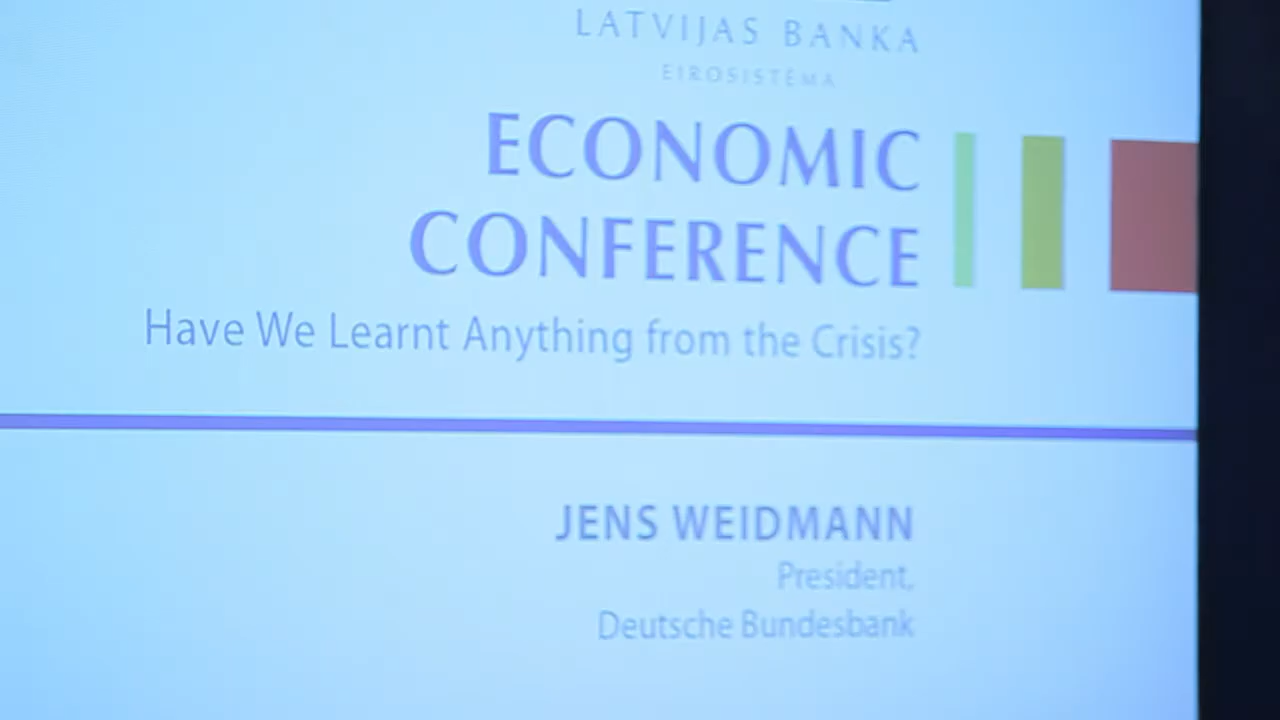 LATVIJAS BANKA
EIROSISTĒMA
ECONOMIC
CONFERENCE
Have We Learnt Anything from the Crisis?
JENS WEIDMANN
President,
Deutsche Bundesbank